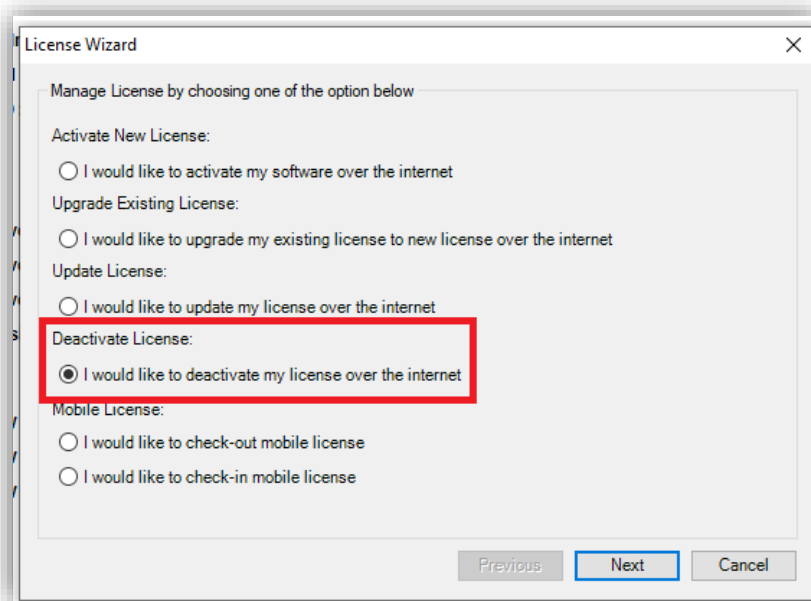 License Wizard
Manage License by choosing one of the option below
Activate New License:
I would like to activate my software over the internet
Upgrade Existing License:
I would like to upgrade my existing license to new license over the internet
Update License:
I would like to update my license over the internet
Deactivate License:
I would like to deactivate my license over the internet
Mobile License:
I would like to check-out mobile license
I would like to check-in mobile license
Previous Next Cancel